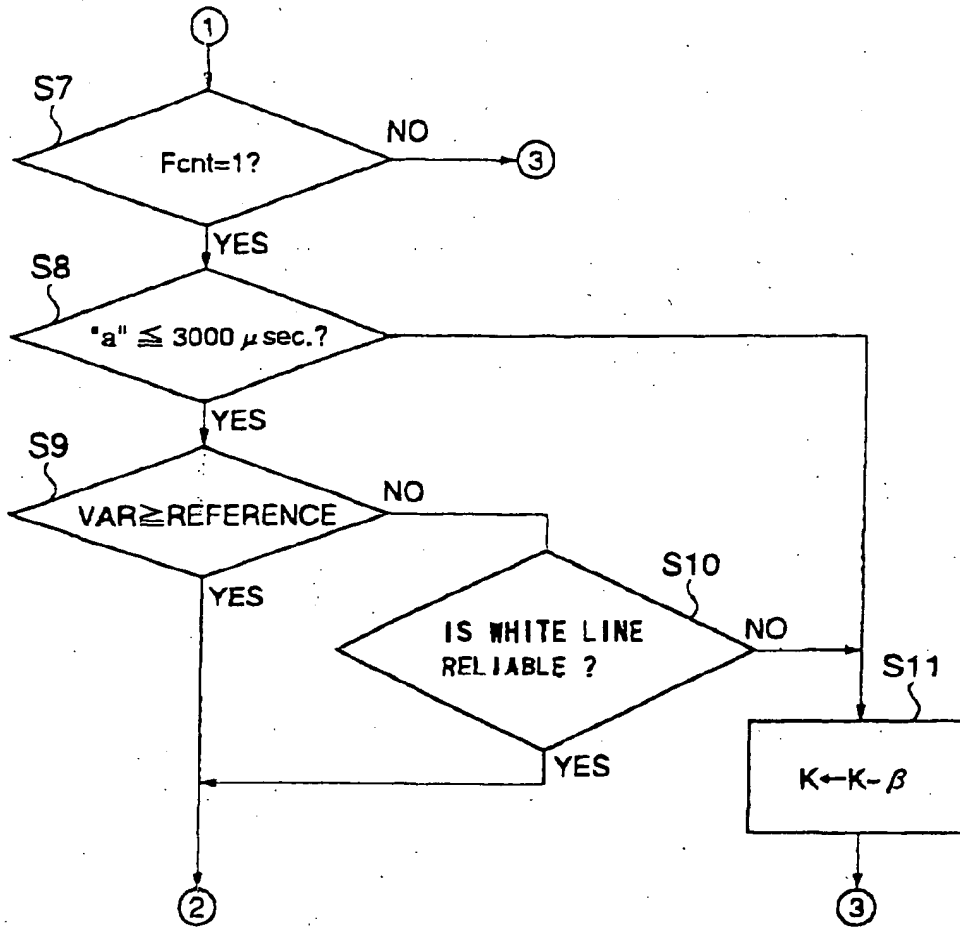 ①
S7
Fcnt=1?
NO
③
YES
S8
"a" ≦ 3000 μsec.?
YES
S9
VAR≧REFERENCE
NO
YES
S10
IS WHITE LINE
RELIABLE ?
NO
YES
S11
K←K-β
②
③